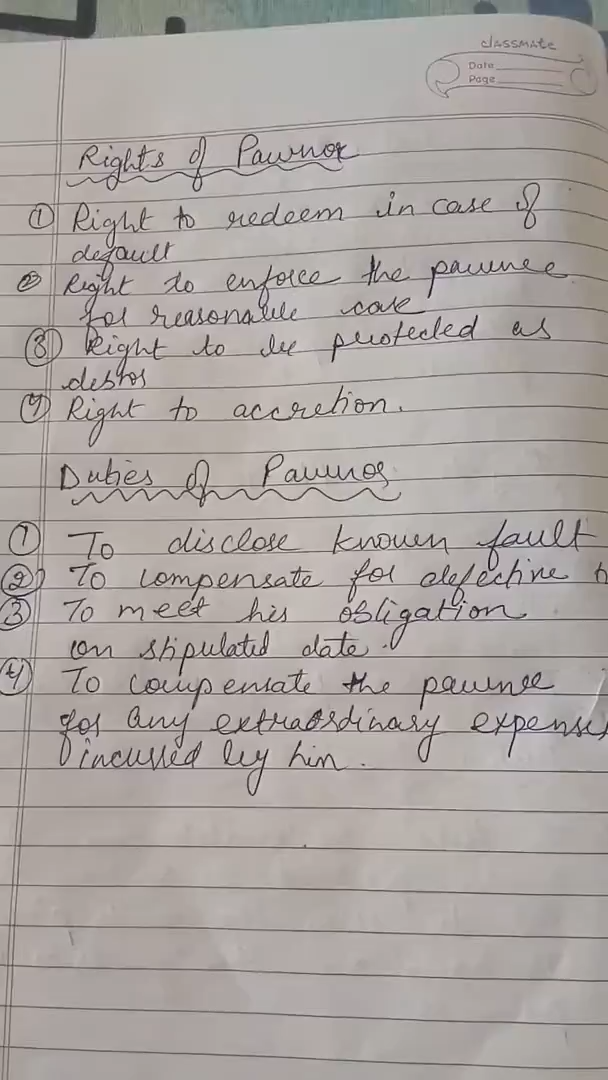 classmate
Date
Page
Rights of Pawnor
① Right to redeem in case of
default
② Right to enforce the pawnee
for reasonable care
③ Right to be protected as
debtor
④ Right to accretion.
Duties of Pawnor
① To disclose known fault
② To compensate for defective
③ To meet his obligation
on stipulated date.
④ To compensate the pawnee
for any extraordinary expenses
incurred by him.